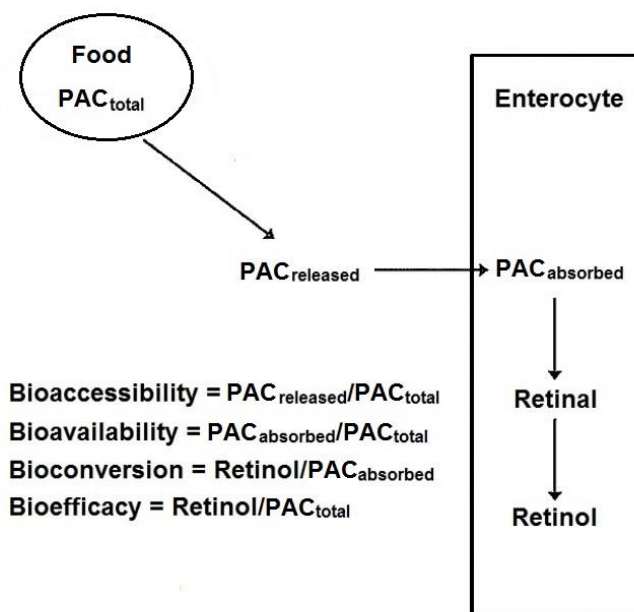 Food
PACtotal
Enterocyte
PACreleased
PACabsorbed
Bioaccessibility = PACreleased/PACtotal
Retinal
Bioavailability = PACabsorbed/PACtotal
Bioconversion = Retinol/PACabsorbed
Bioefficacy = Retinol/PACtotal
Retinol